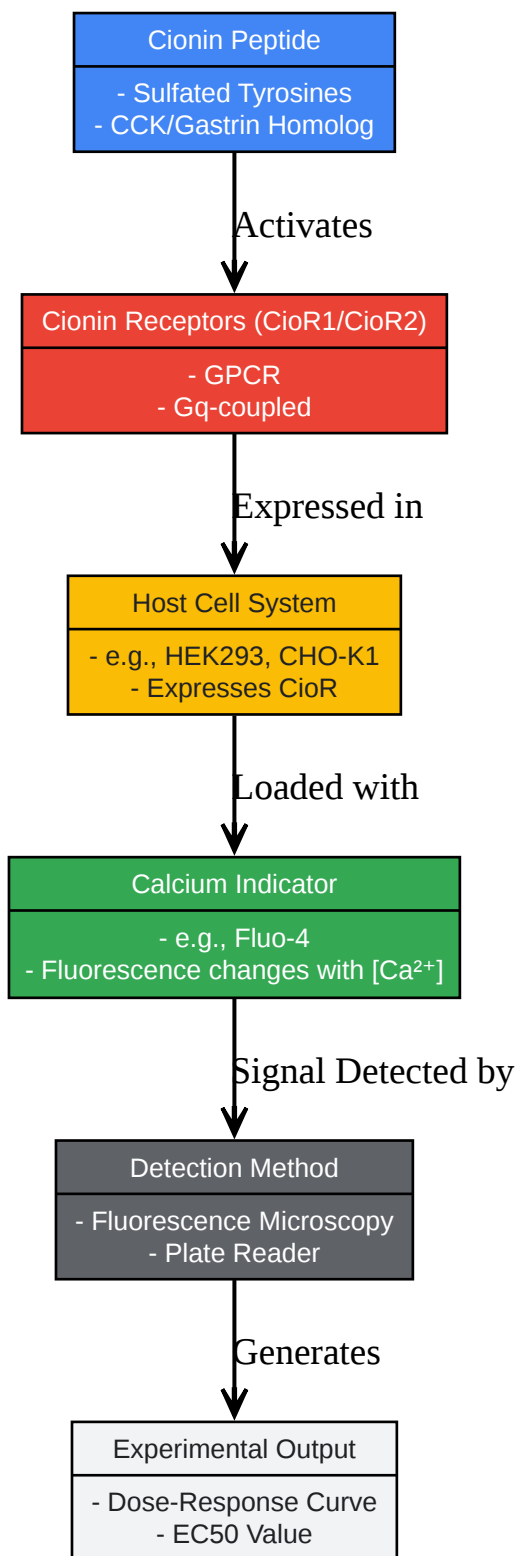 Cionin Peptide
- Sulfated Tyrosines
- CCK/Gastrin Homolog
Activates
Cionin Receptors (CioR1/CioR2)
- GPCR
- Gq-coupled
Expressed in
Host Cell System
- e.g., HEK293, CHO-K1
- Expresses CioR
Loaded with
Calcium Indicator
- e.g., Fluo-4
- Fluorescence changes with [Ca²⁺]
Signal Detected by
Detection Method
- Fluorescence Microscopy
- Plate Reader
Generates
Experimental Output
- Dose-Response Curve
- EC50 Value